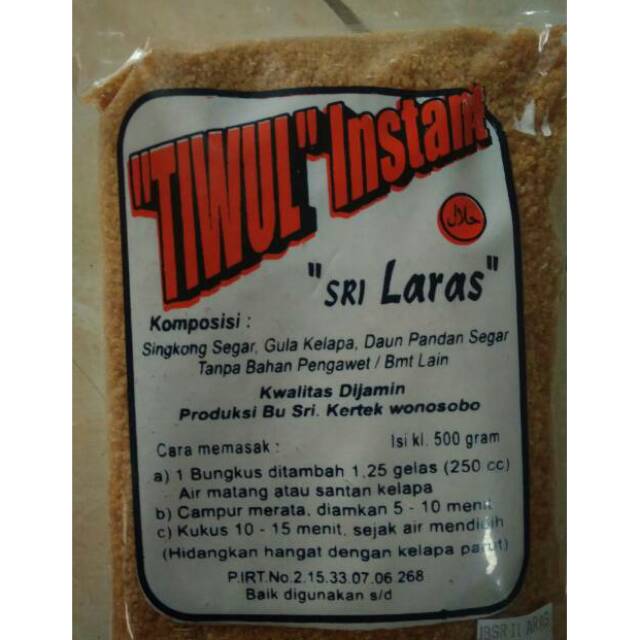 "TIWUL" Instant
حلال
"SRI Laras"
Komposisi :
Singkong Segar, Gula Kelapa, Daun Pandan Segar
Tanpa Bahan Pengawet / Bmt Lain
Kwalitas Dijamin
Produksi Bu Sri. Kertek wonosobo
Cara memasak :
Isi kl. 500 gram
a) 1 Bungkus ditambah 1,25 gelas (250 cc)
Air matang atau santan kelapa
b) Campur merata, diamkan 5 - 10 menit
c) Kukus 10 - 15 menit, sejak air mendidih
(Hidangkan hangat dengan kelapa parut)
P.IRT.No.2.15.33.07.06.268
Baik digunakan s/d